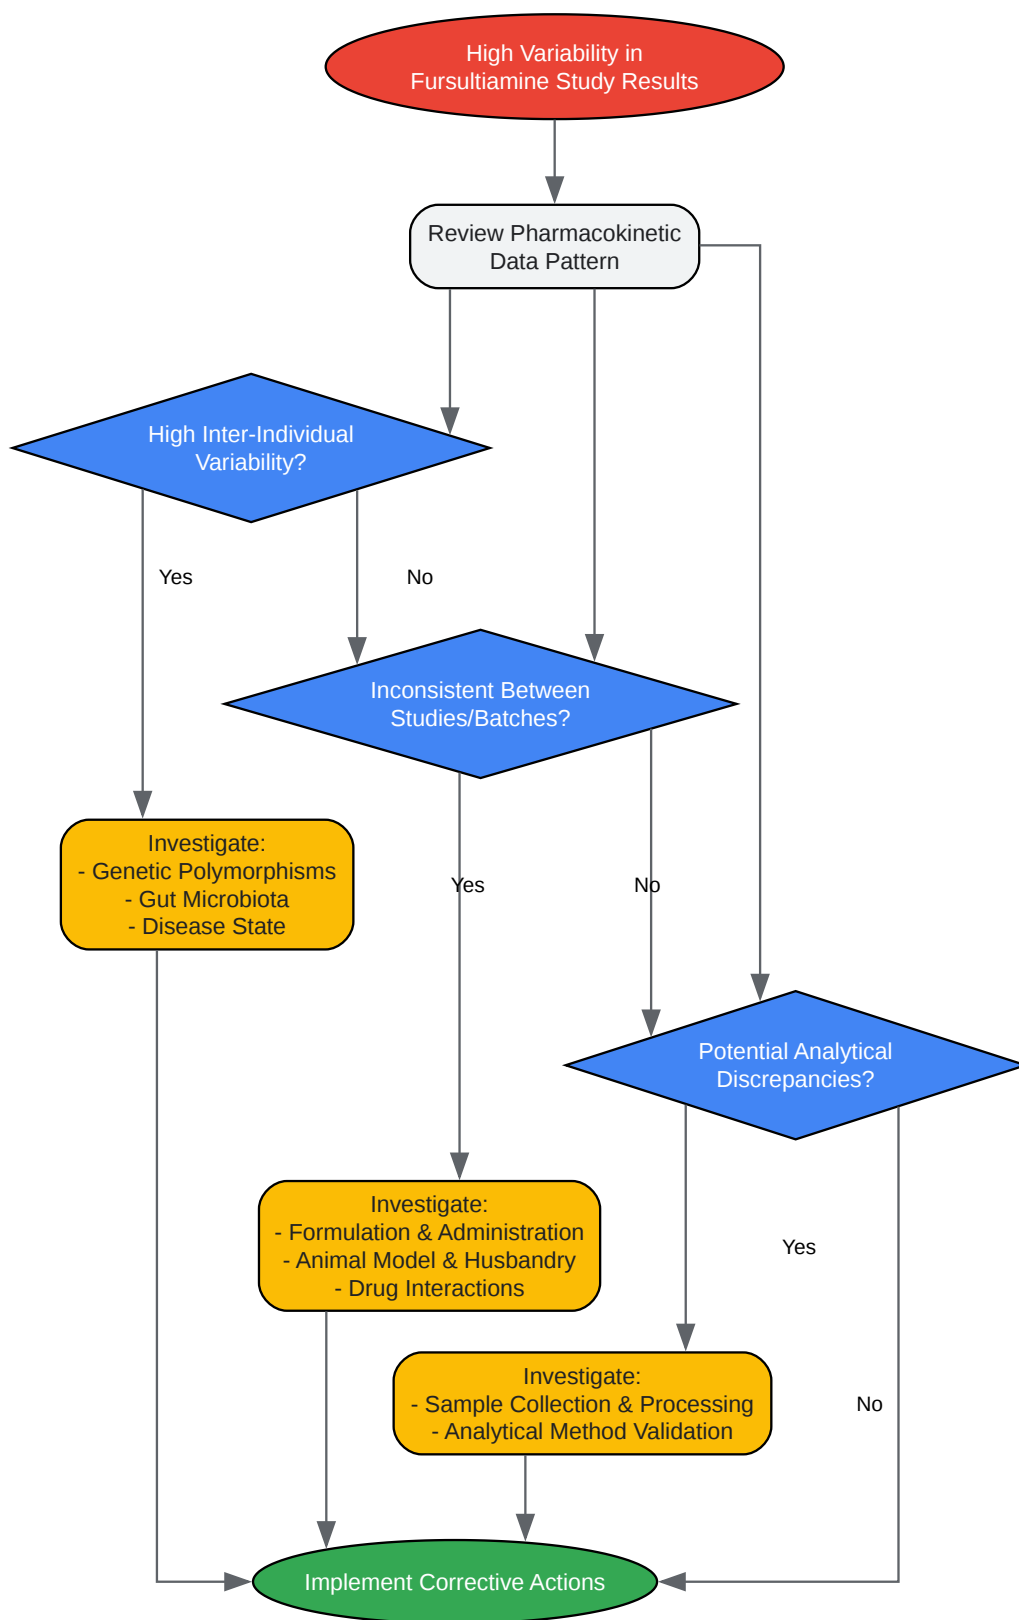 High Variability in
Fursultiamine Study Results
Review Pharmacokinetic
Data Pattern
High Inter-Individual
Variability?
Yes
No
Inconsistent Between
Studies/Batches?
Investigate:
- Genetic Polymorphisms
- Gut Microbiota
- Disease State
Yes
No
Potential Analytical
Discrepancies?
Investigate:
- Formulation & Administration
- Animal Model & Husbandry
- Drug Interactions
Yes
Investigate:
- Sample Collection & Processing
- Analytical Method Validation
No
Implement Corrective Actions